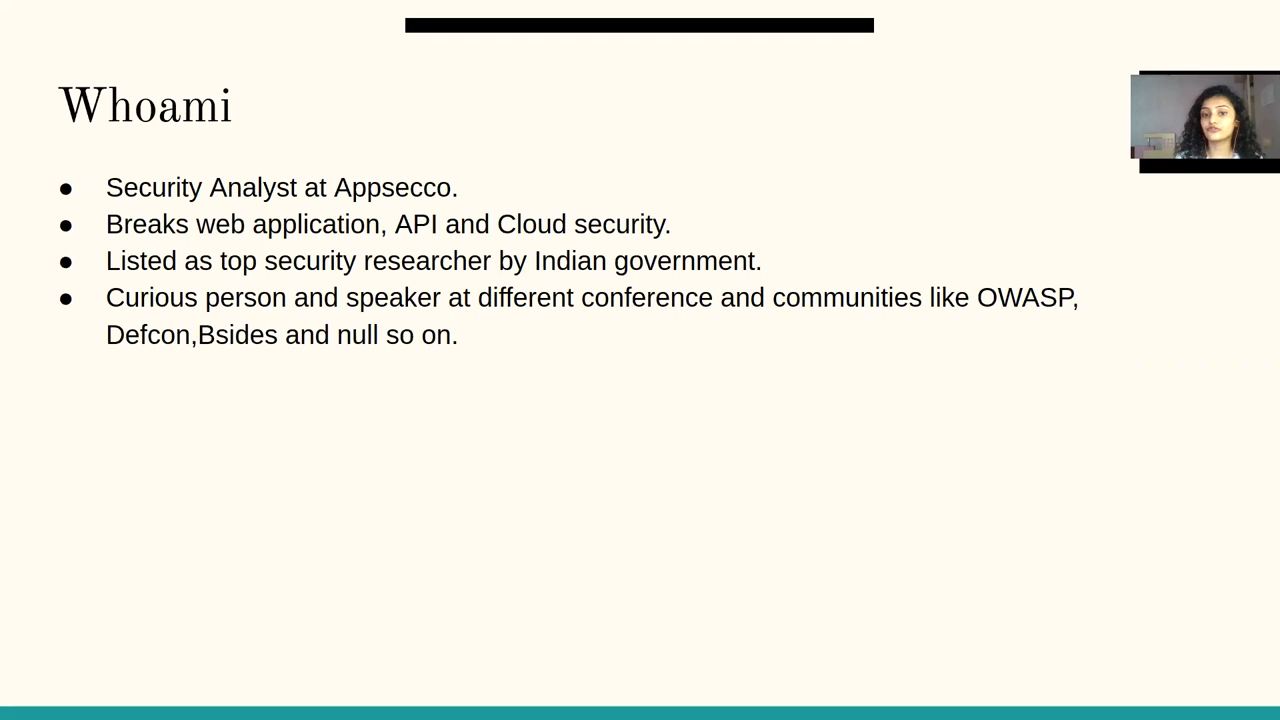 Whoami
● Security Analyst at Appsecco.
● Breaks web application, API and Cloud security.
● Listed as top security researcher by Indian government.
● Curious person and speaker at different conference and communities like OWASP,
Defcon,Bsides and null so on.